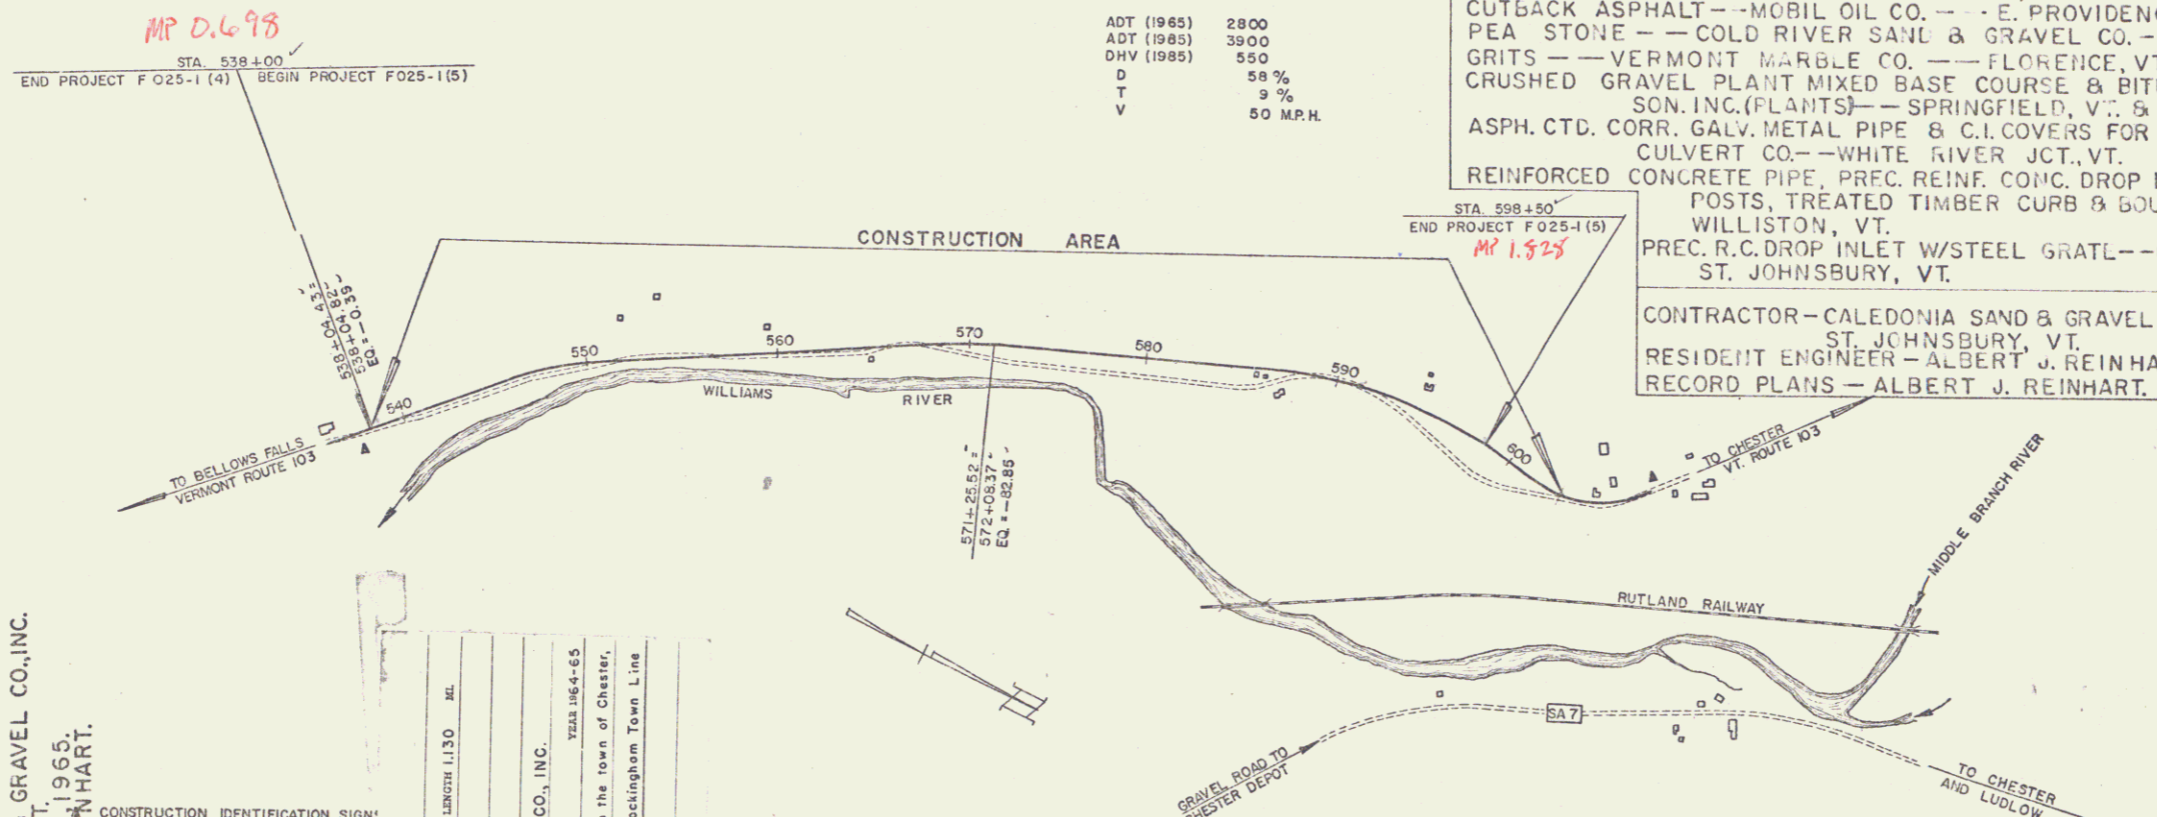 MP 0.698
STA. 538+00
END PROJECT F 025-1 (4) BEGIN PROJECT F025-1(5)
ADT (1965) 2800
ADT (1985) 3900
DHV (1985) 550
D 58 %
T 9 %
V 50 M.P.H.
CUTBACK ASPHALT--MOBIL OIL CO.--E. PROVIDEN
PEA STONE -- COLD RIVER SAND & GRAVEL CO.-
GRITS -- VERMONT MARBLE CO. -- FLORENCE, VT
CRUSHED GRAVEL PLANT MIXED BASE COURSE & BIT
SON. INC.(PLANTS)-- SPRINGFIELD, VT. &
ASPH. CTD. CORR. GALV. METAL PIPE & C.I. COVERS FOR
CULVERT CO.--WHITE RIVER JCT., VT.
REINFORCED CONCRETE PIPE, PREC. REINF. CONC. DROP
POSTS, TREATED TIMBER CURB & BOU
WILLISTON, VT.
PREC. R.C. DROP INLET W/STEEL GRATE--
ST. JOHNSBURY, VT.
CONTRACTOR-CALEDONIA SAND & GRAVEL
ST. JOHNSBURY, VT.
RESIDENT ENGINEER - ALBERT J. REINHA
RECORD PLANS - ALBERT J. REINHART.
STA. 598+50
END PROJECT F 025-1 (5)
MP 1.828
CONSTRUCTION AREA
538+04.43=
538+04.82
EQ. = -0.39
540
550
560
570
580
590
600
WILLIAMS RIVER
TO BELLOWS FALLS
VERMONT ROUTE 103
571+25.52 =
572+08.37
EQ. = -82.85
TO CHESTER
VT. ROUTE 103
MIDDLE BRANCH RIVER
RUTLAND RAILWAY
SA 7
GRAVEL ROAD TO
CHESTER DEPOT
TO CHESTER
AND LUDLOW
GRAVEL CO., INC.
T.
1965.
NHART.
CONSTRUCTION IDENTIFICATION SIGNS
LENGTH 1.130 MI.
CO., INC.
YEAR 1964-65
the town of Chester,
ockingham Town Line